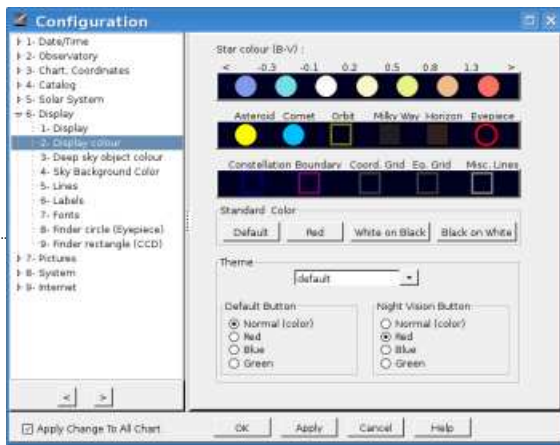 Configuration
1- Date/Time
2- Observatory
3- Chart, Coordinates
4- Catalog
5- Solar System
6- Display
1- Display
2- Display colour
3- Deep sky object colour
4- Sky Background Color
5- Lines
6- Labels
7- Fonts
8- Finder circle (Eyepiece)
9- Finder rectangle (CCD)
7- Pictures
8- System
9- Internet
< >
Apply Change To All Chart
Star colour (B-V) :
< -0.3 -0.1 0.2 0.5 0.8 1.3 >
Asteroid Comet Orbit Milky Way Horizon Eyepiece
Constellation Boundary Coord. Grid Eq. Grid Misc. Lines
Standard Color
Default Red White on Black Black on White
Theme
default
Default Button Night Vision Button
Normal (color) Normal (color)
Red Red
Blue Blue
Green Green
OK Apply Cancel Help